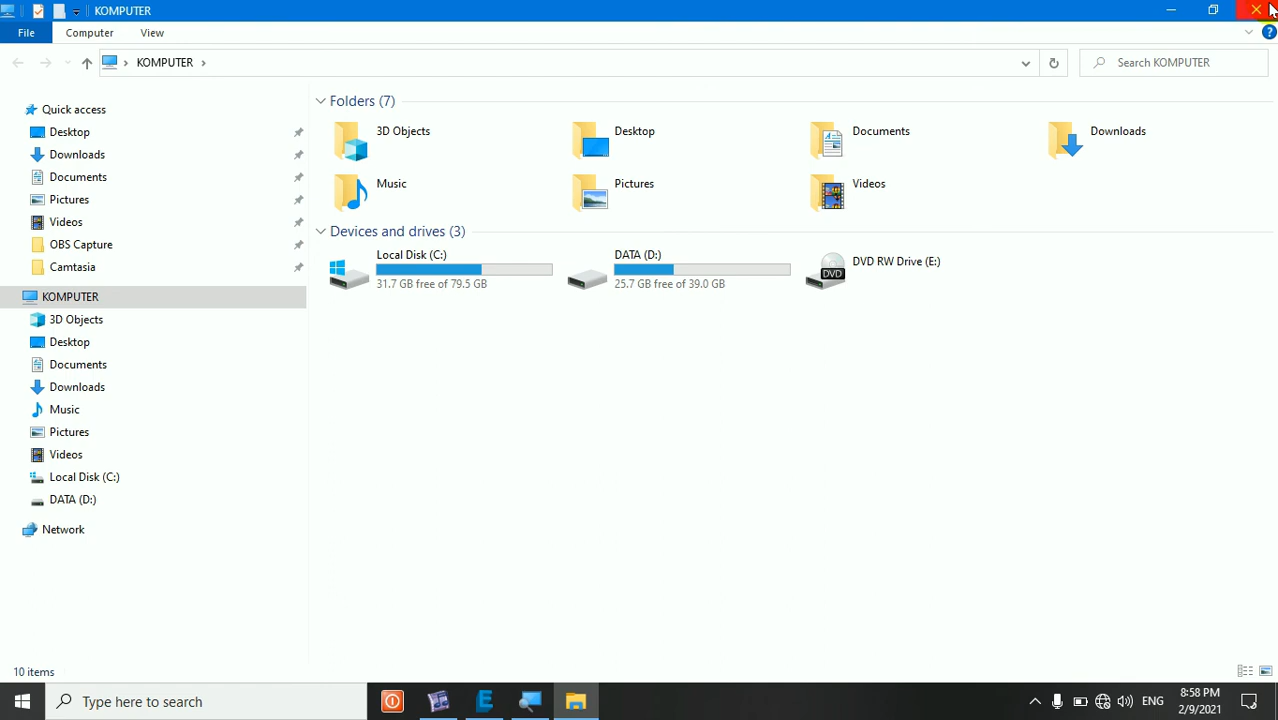 KOMPUTER
File Computer View
KOMPUTER
Search KOMPUTER
Quick access
Desktop
Downloads
Documents
Pictures
Videos
OBS Capture
Camtasia
KOMPUTER
3D Objects
Desktop
Documents
Downloads
Music
Pictures
Videos
Local Disk (C:)
DATA (D:)
Network
Folders (7)
3D Objects
Desktop
Documents
Downloads
Music
Pictures
Videos
Devices and drives (3)
Local Disk (C:)
31.7 GB free of 79.5 GB
DATA (D:)
25.7 GB free of 39.0 GB
DVD
DVD RW Drive (E:)
10 items
Type here to search
ENG
8:58 PM
2/9/2021